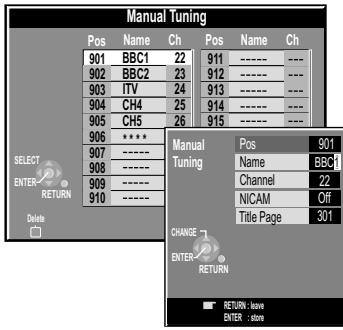 Manual Tuning
Pos Name Ch Pos Name Ch
901 BBC1 22 911 ----- ---
902 BBC2 23 912 ----- ---
903 ITV 24 913 ----- ---
904 CH4 25 914 ----- ---
905 CH5 26 915 ----- ---
906 ****
907 -----
908 -----
909 -----
910 -----
SELECT
ENTER
RETURN
Delete
Manual
Tuning
Pos 901
Name BBC1
Channel 22
NICAM Off
Title Page 301
CHANGE
ENTER
RETURN
RETURN : leave
ENTER : store